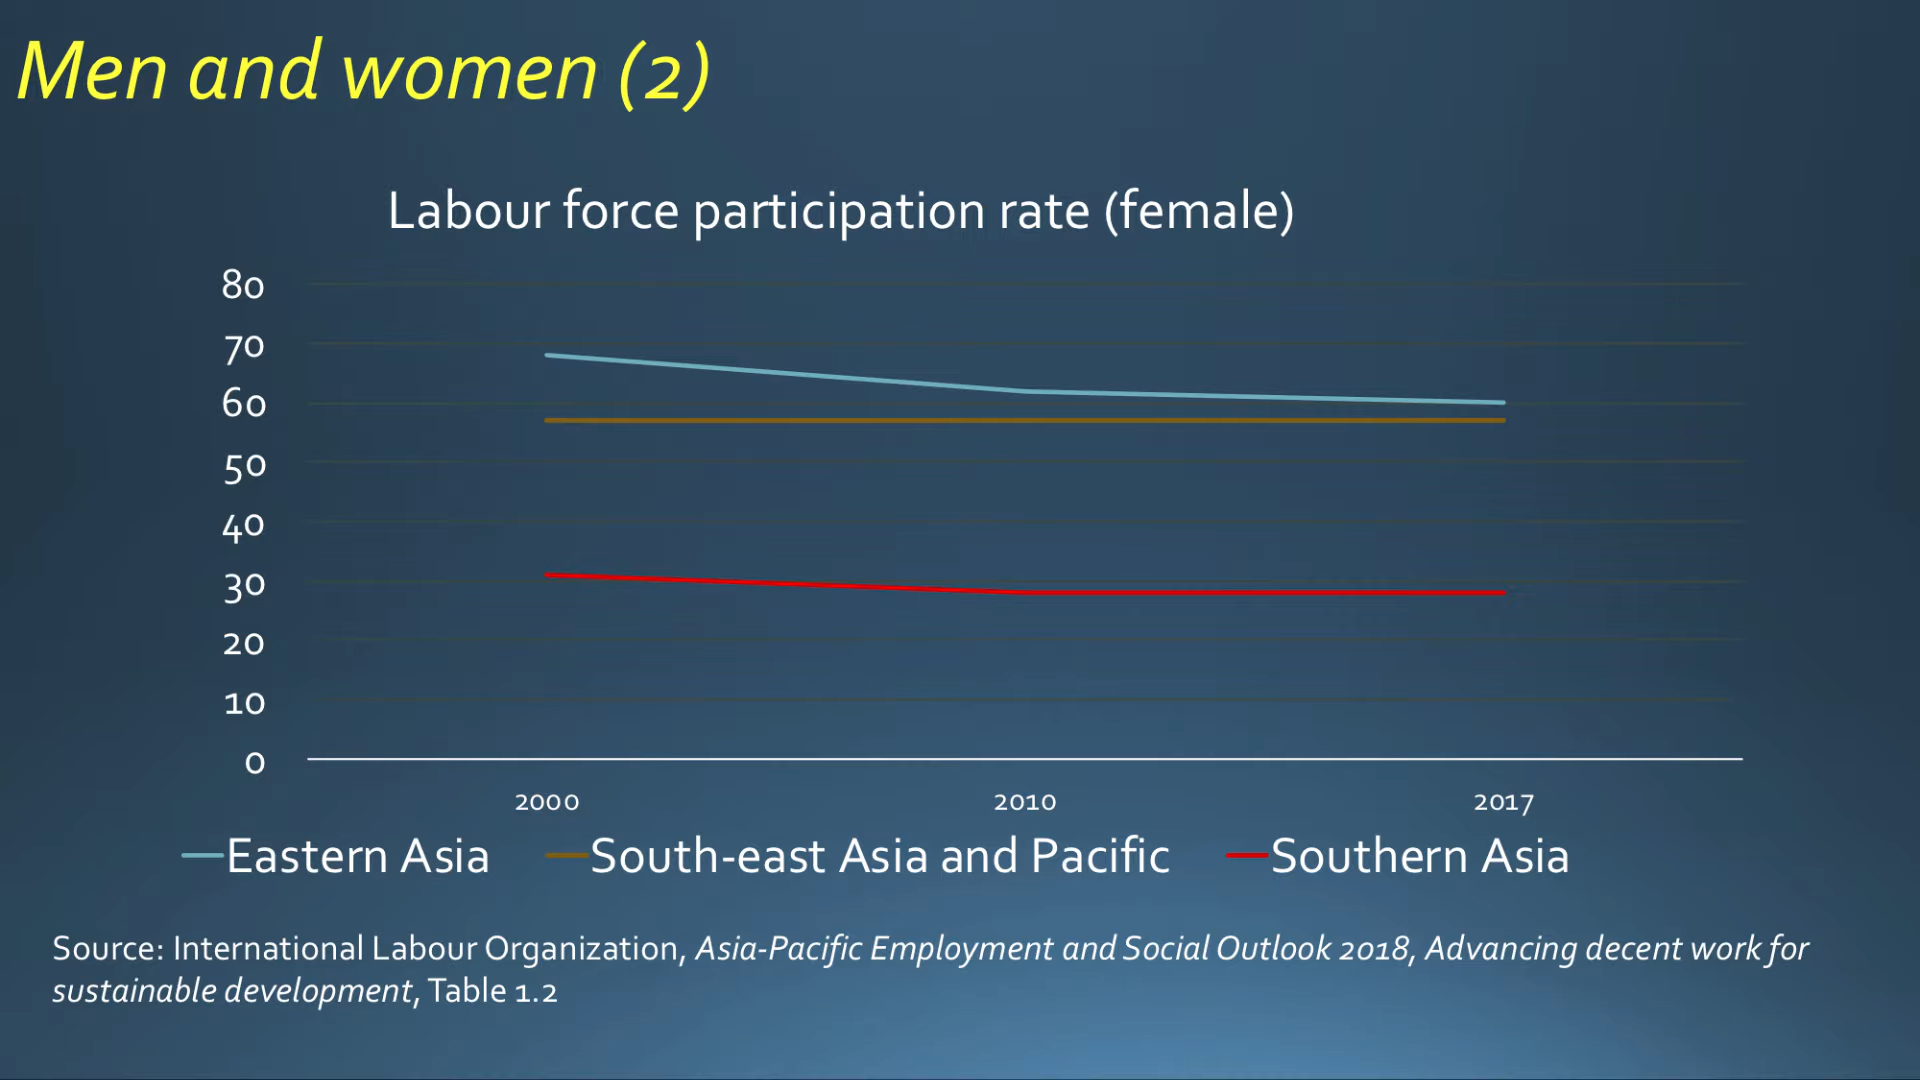 Men and women (2)
Labour force participation rate (female)
80
70
60
50
40
30
20
10
0
2000 2010 2017
Eastern Asia South-east Asia and Pacific Southern Asia
Source: International Labour Organization, Asia-Pacific Employment and Social Outlook 2018, Advancing decent work for
sustainable development, Table 1.2